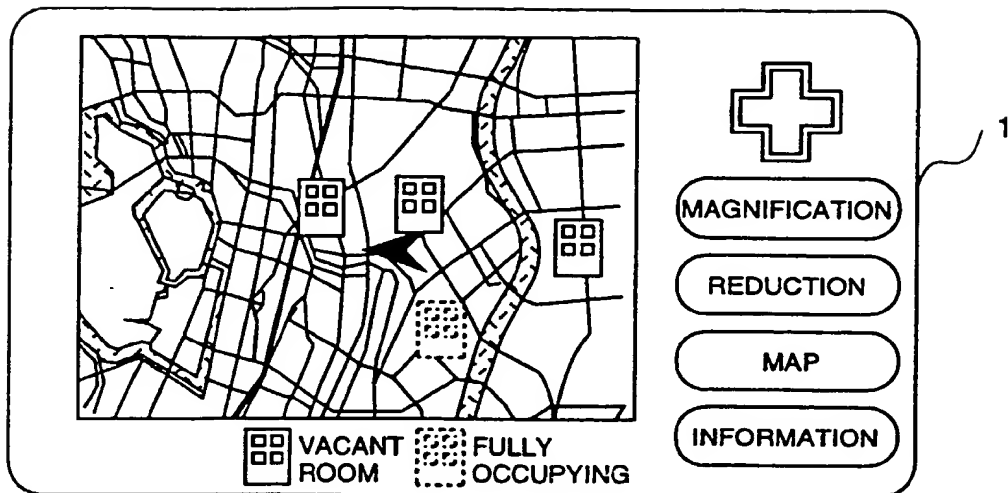 1
MAGNIFICATION
REDUCTION
MAP
INFORMATION
VACANT
ROOM
FULLY
OCCUPYING